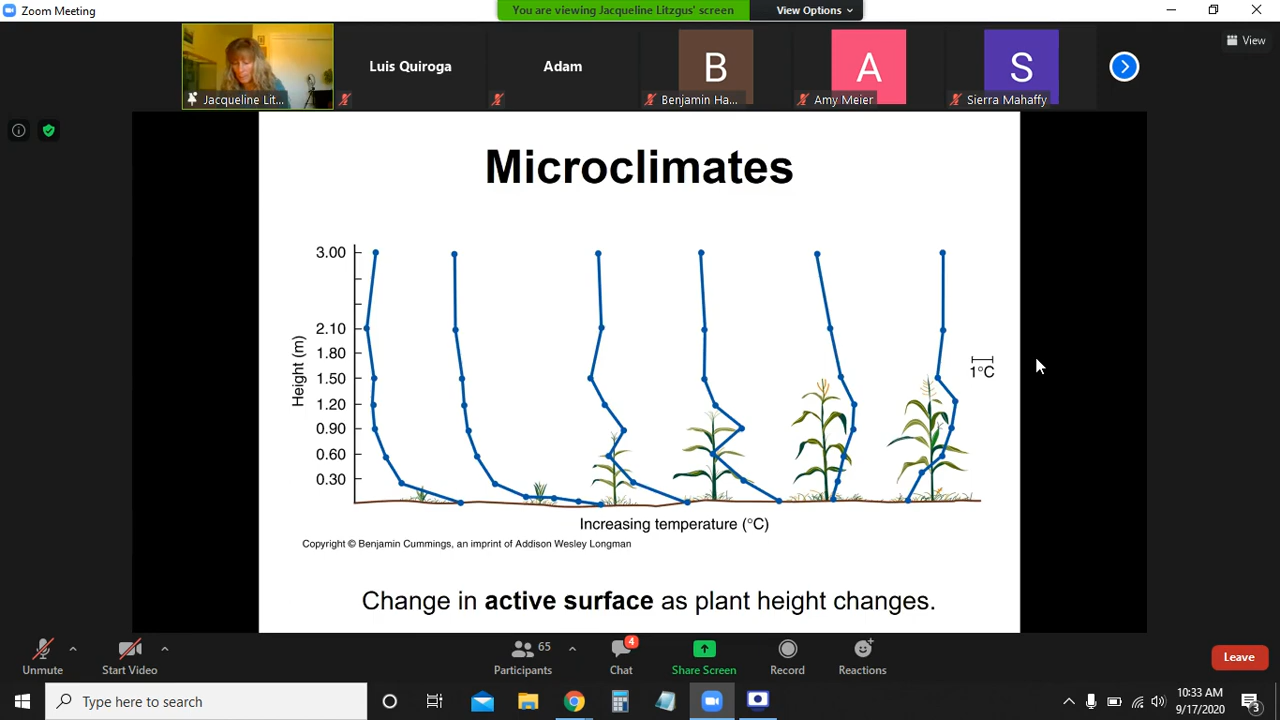 Zoom Meeting
You are viewing Jacqueline Litzgus' screen
View Options
View
Luis Quiroga
Adam
B
A
S
Jacqueline Lit...
Benjamin Ha...
Amy Meier
Sierra Mahaffy
Microclimates
3.00
2.10
1.80
1.50
1.20
0.90
0.60
0.30
Height (m)
1°C
Increasing temperature (°C)
Copyright © Benjamin Cummings, an imprint of Addison Wesley Longman
Change in active surface as plant height changes.
Unmute
Start Video
65
Participants
4
Chat
Share Screen
Record
Reactions
Leave
Type here to search
10:33 AM
9/17/2020
3